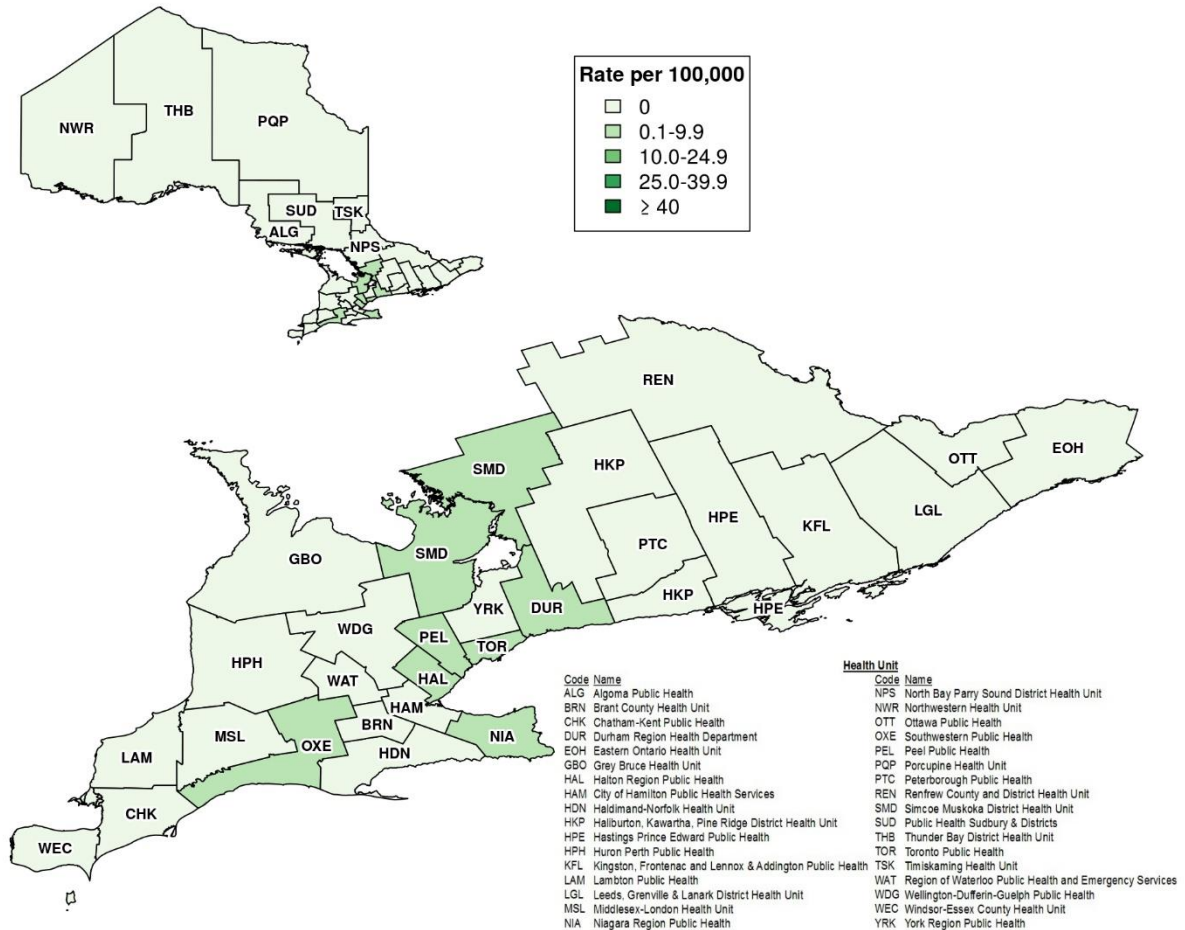 Rate per 100,000
0
0.1-9.9
10.0-24.9
25.0-39.9
≥ 40
NWR
THB
PQP
SUD
TSK
ALG
NPS
REN
SMD
HKP
OTT
EOH
HPE
KFL
LGL
SMD
PTC
GBO
YRK
DUR
HKP
HPE
WDG
PEL
TOR
HPH
WAT
HAL
HAM
BRN
MSL
OXE
NIA
HDN
LAM
CHK
WEC
Health Unit
Code Name
ALG Algoma Public Health
BRN Brant County Health Unit
CHK Chatham-Kent Public Health
DUR Durham Region Health Department
EOH Eastern Ontario Health Unit
GBO Grey Bruce Health Unit
HAL Halton Region Public Health
HAM City of Hamilton Public Health Services
HDN Haldimand-Norfolk Health Unit
HKP Haliburton, Kawartha, Pine Ridge District Health Unit
HPE Hastings Prince Edward Public Health
HPH Huron Perth Public Health
KFL Kingston, Frontenac and Lennox & Addington Public Health
LAM Lambton Public Health
LGL Leeds, Grenville & Lanark District Health Unit
MSL Middlesex-London Health Unit
NIA Niagara Region Public Health
Code Name
NPS North Bay Parry Sound District Health Unit
NWR Northwestern Health Unit
OTT Ottawa Public Health
OXE Southwestern Public Health
PEL Peel Public Health
PQP Porcupine Health Unit
PTC Peterborough Public Health
REN Renfrew County and District Health Unit
SMD Simcoe Muskoka District Health Unit
SUD Public Health Sudbury & Districts
THB Thunder Bay District Health Unit
TOR Toronto Public Health
TSK Timiskaming Health Unit
WAT Region of Waterloo Public Health and Emergency Services
WDG Wellington-Dufferin-Guelph Public Health
WEC Windsor-Essex County Health Unit
YRK York Region Public Health